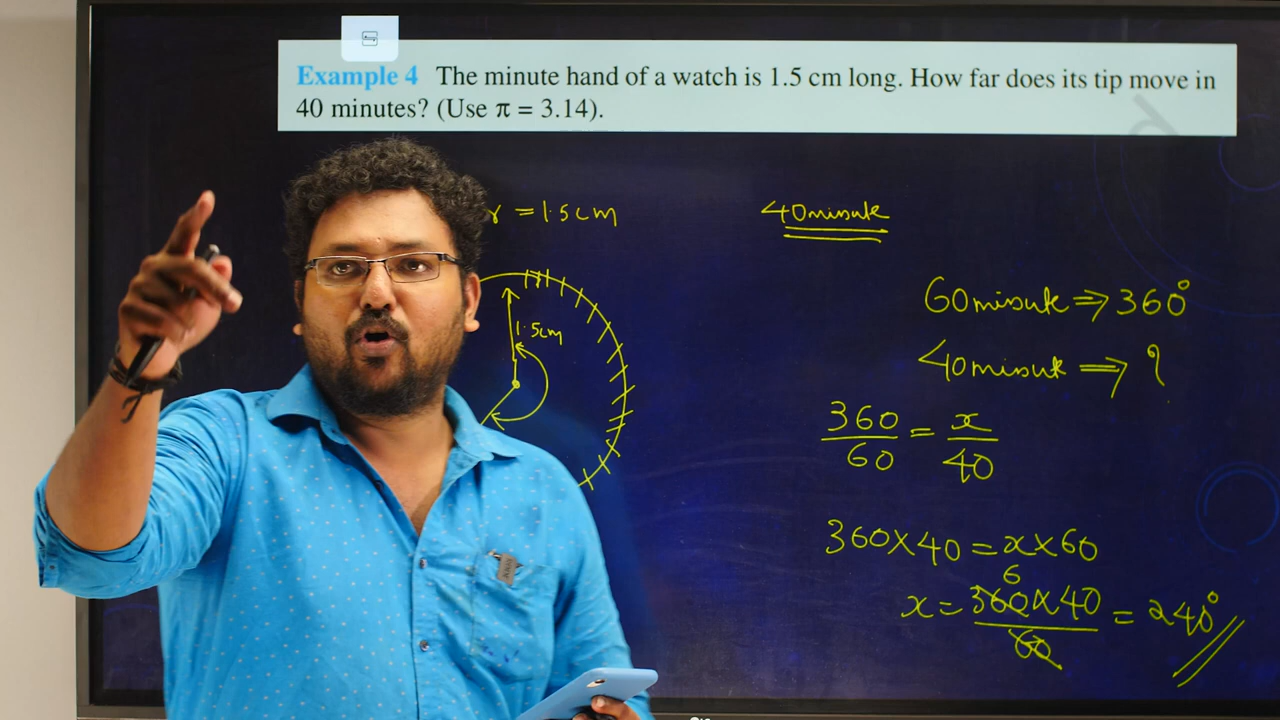 Example 4 The minute hand of a watch is 1.5 cm long. How far does its tip move in
40 minutes? (Use π = 3.14).
r = 1.5cm
40minute
1.5cm
60minute ⇒ 360°
40minute ⇒ ?
360/60 = x/40
360×40 = x×60
6
x = 360×40/60 = 240°